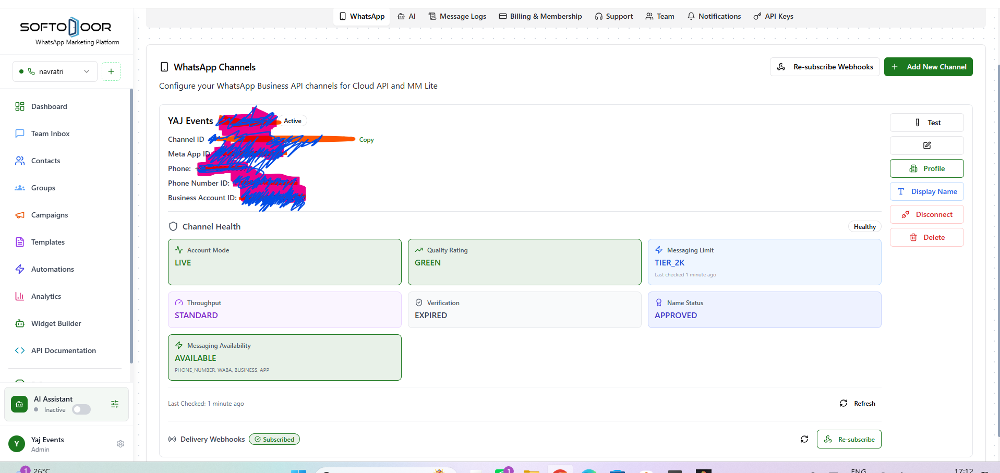 WhatsApp
AI
Message Logs
Billing & Membership
Support
Team
Notifications
API Keys
SOFTODOOR
WhatsApp Marketing Platform
navratri
Dashboard
Team Inbox
Contacts
Groups
Campaigns
Templates
Automations
Analytics
Widget Builder
API Documentation
AI Assistant
Inactive
Y
Yaj Events
Admin
WhatsApp Channels
Configure your WhatsApp Business API channels for Cloud API and MM Lite
Re-subscribe Webhooks
Add New Channel
YAJ Events
Active
Channel ID
Copy
Meta App ID
Phone: +
Phone Number ID:
Business Account ID:
Test
Profile
Display Name
Disconnect
Delete
Channel Health
Healthy
Account Mode
LIVE
Quality Rating
GREEN
Messaging Limit
TIER_2K
Last checked 1 minute ago
Throughput
STANDARD
Verification
EXPIRED
Name Status
APPROVED
Messaging Availability
AVAILABLE
PHONE_NUMBER, WABA, BUSINESS, APP
Last Checked: 1 minute ago
Refresh
Delivery Webhooks
Subscribed
Re-subscribe
1
26°C
1
ENG
17:12